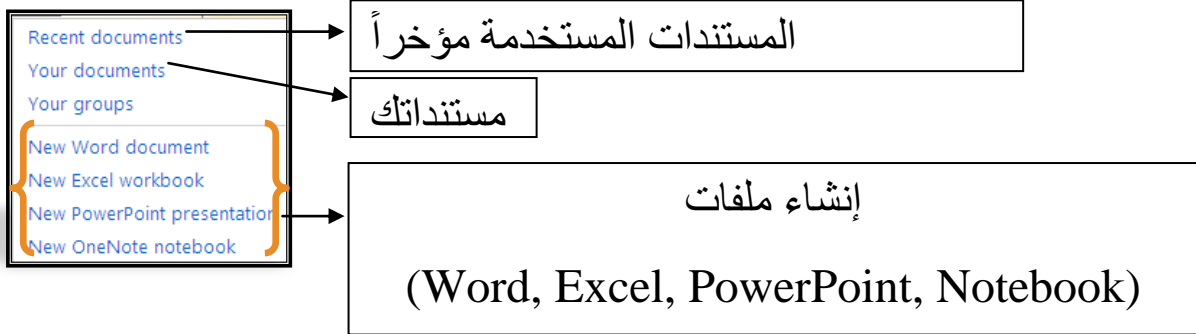 Recent documents
Your documents
Your groups
New Word document
New Excel workbook
New PowerPoint presentation
New OneNote notebook
المستندات المستخدمة مؤخراً
مستنداتك
إنشاء ملفات
(Word, Excel, PowerPoint, Notebook)